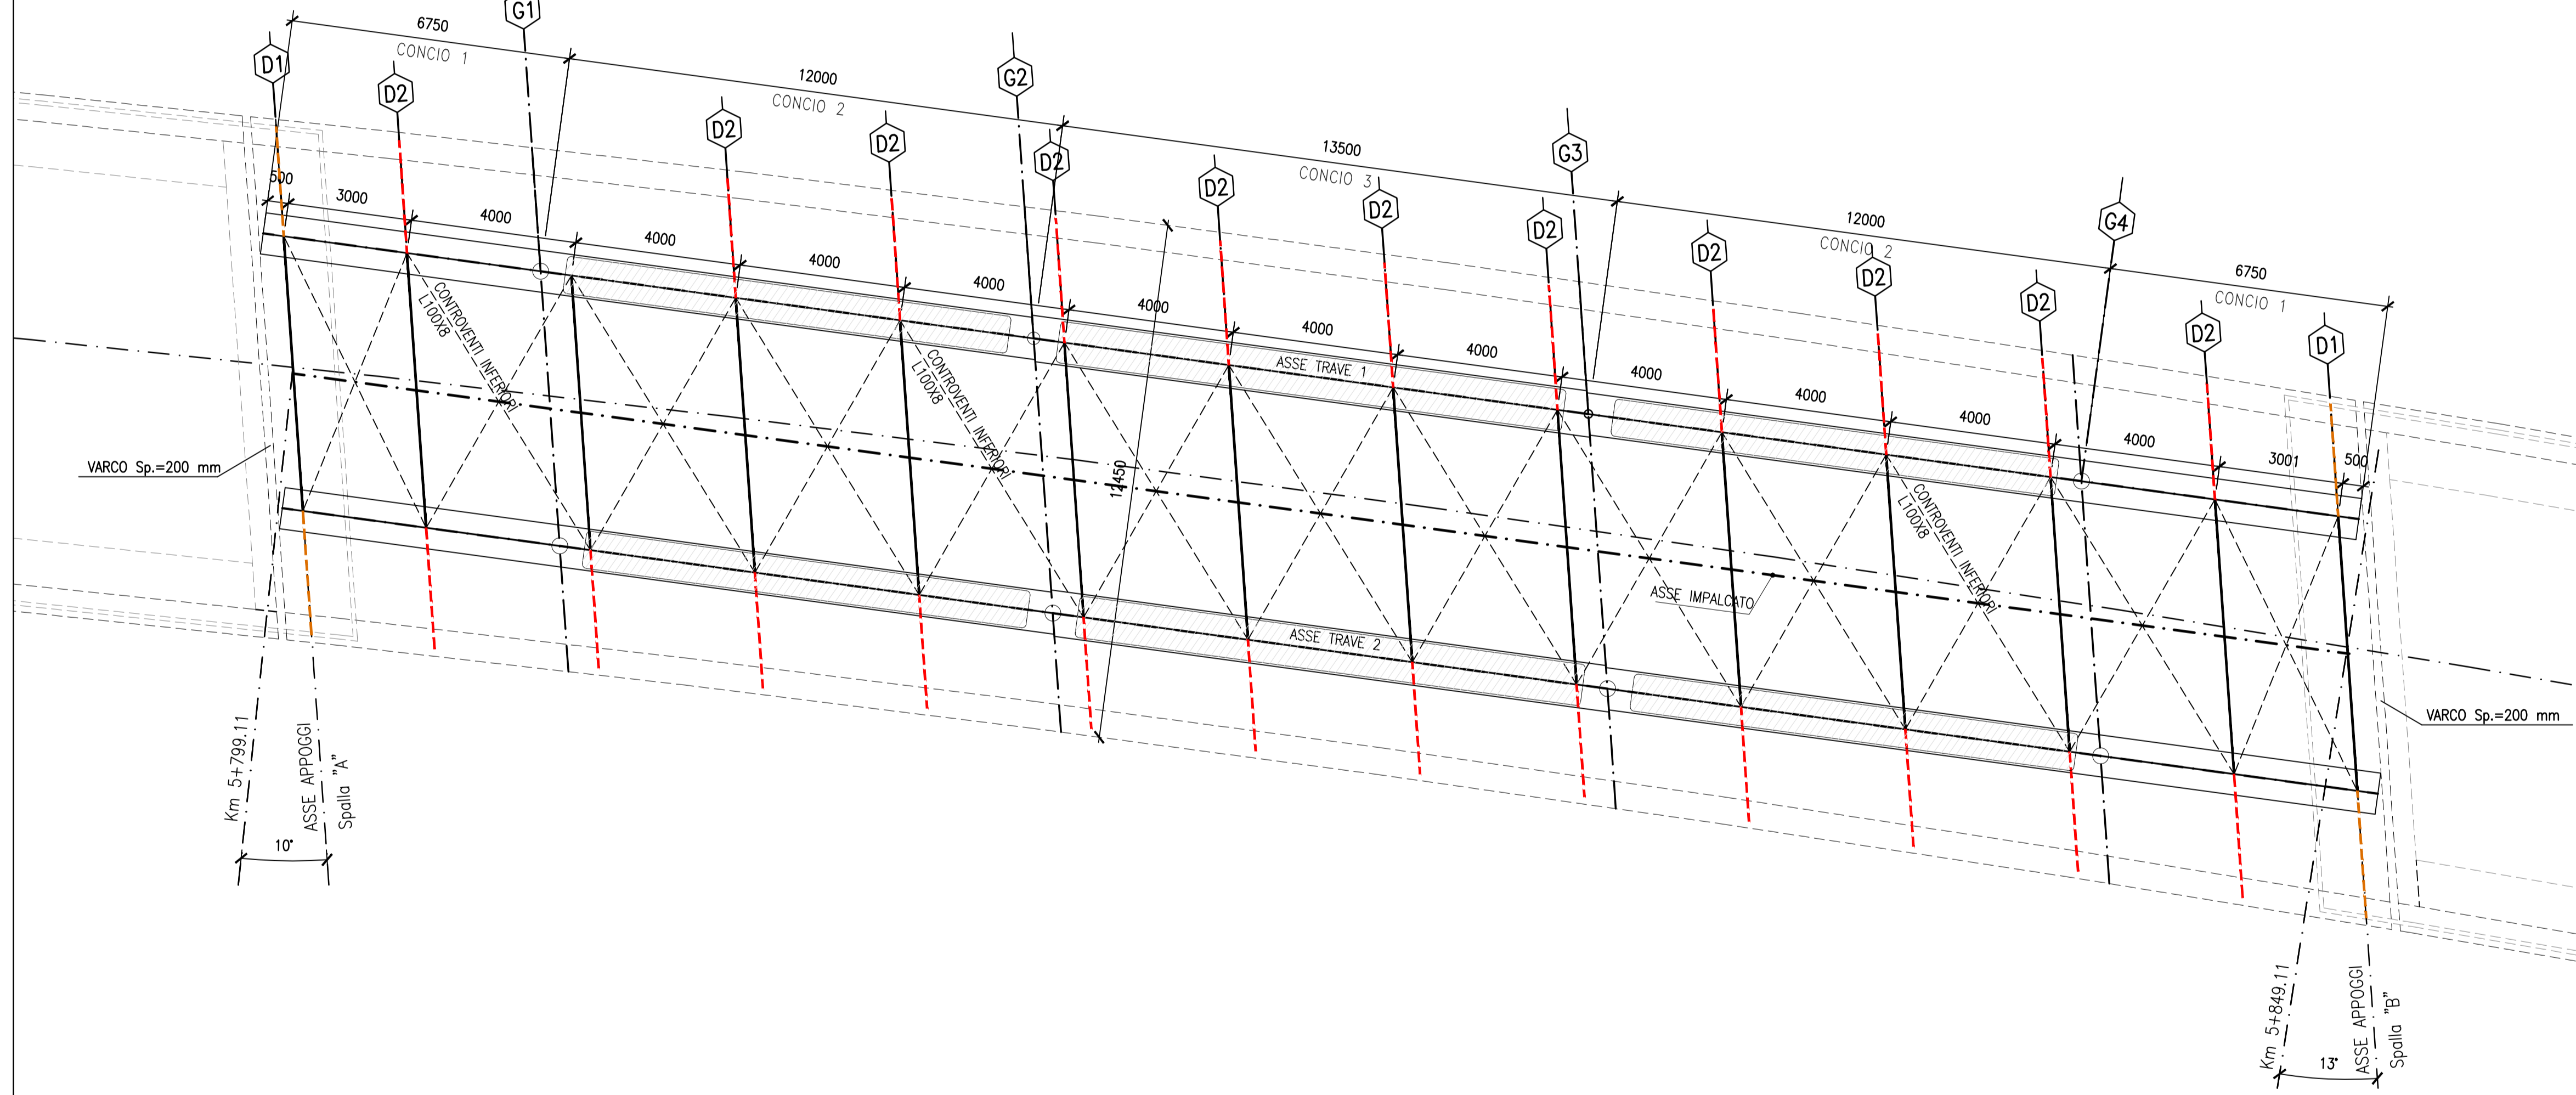 6750
CONCIO 1
G1
D1
D2
12000
CONCIO 2
G2
D2
D2
D2
13500
CONCIO 3
G3
D2
D2
D2
12000
CONCIO 2
G4
D2
D2
D2
6750
CONCIO 1
D2
D1
500
3000
4000
4000
4000
4000
4000
4000
4000
4000
4000
4000
4000
3001
500
CONTROVENTI INFERIORI
L100X8
CONTROVENTI INFERIORI
L100X8
CONTROVENTI INFERIORI
L100X8
ASSE TRAVE 1
12450
ASSE IMPALCATO
ASSE TRAVE 2
VARCO Sp.=200 mm
VARCO Sp.=200 mm
Km 5+799.11
ASSE APPOGGI
Spalla "A"
10°
Km 5+849.11
ASSE APPOGGI
Spalla "B"
13°